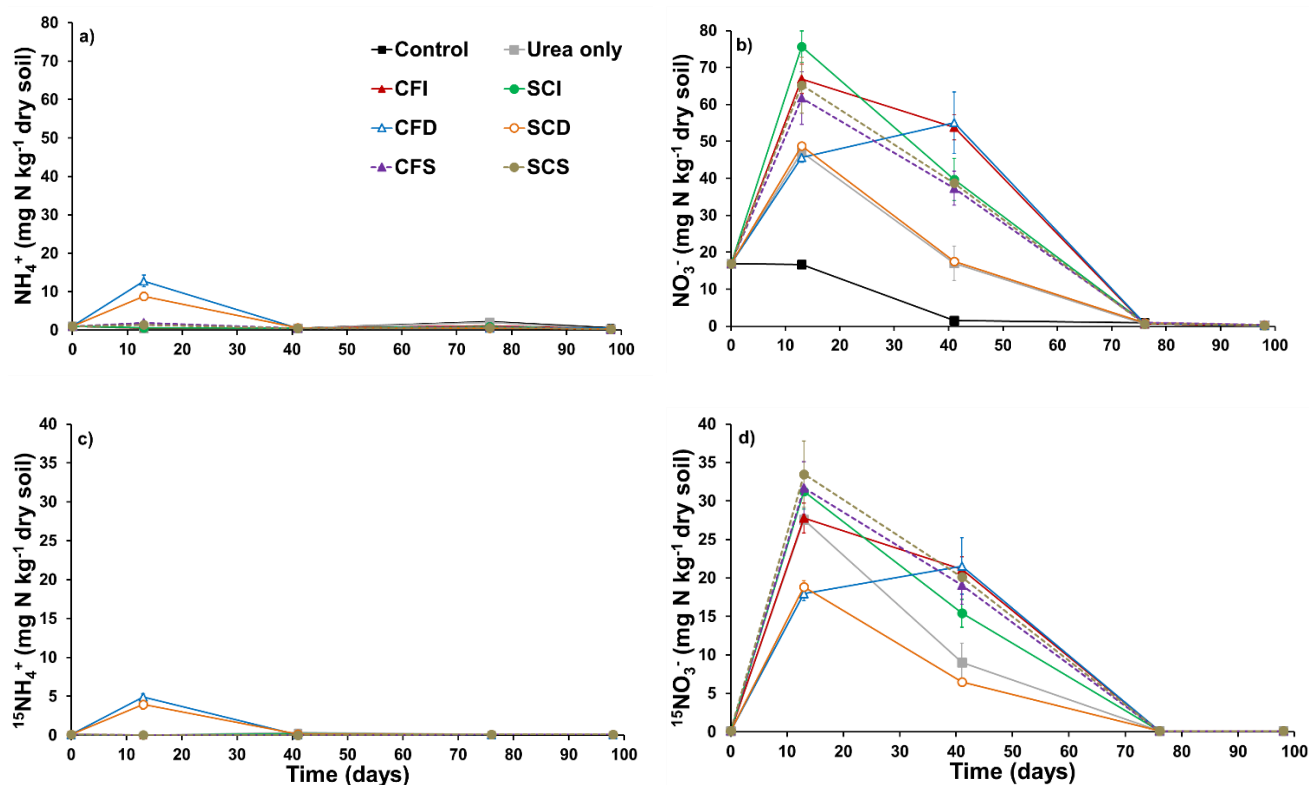 a)
NH₄⁺ (mg N kg⁻¹ dry soil)
80
70
60
50
40
30
20
10
0
Control Urea only
CFI SCI
CFD SCD
CFS SCS
0 10 20 30 40 50 60 70 80 90 100
b)
NO₃⁻ (mg N kg⁻¹ dry soil)
80
70
60
50
40
30
20
10
0
0 10 20 30 40 50 60 70 80 90 100
c)
¹⁵NH₄⁺ (mg N kg⁻¹ dry soil)
40
35
30
25
20
15
10
5
0
0 10 20 30 40 50 60 70 80 90 100
Time (days)
d)
¹⁵NO₃⁻ (mg N kg⁻¹ dry soil)
40
35
30
25
20
15
10
5
0
0 10 20 30 40 50 60 70 80 90 100
Time (days)